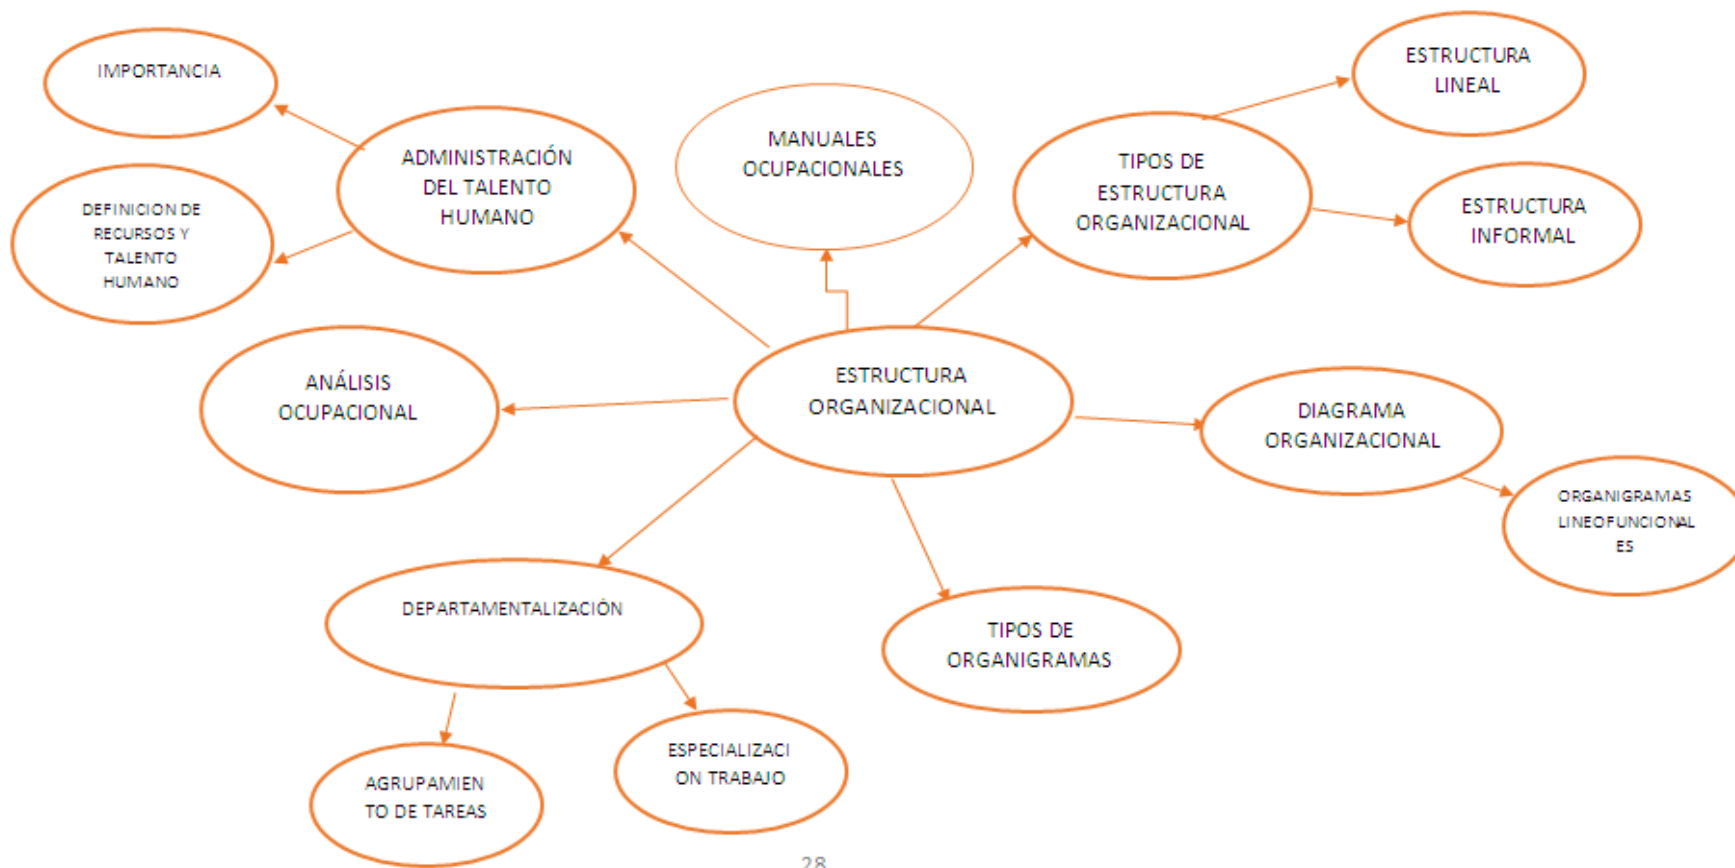 IMPORTANCIA
DEFINICION DE
RECURSOS Y
TALENTO
HUMANO
ADMINISTRACIÓN
DEL TALENTO
HUMANO
MANUALES
OCUPACIONALES
TIPOS DE
ESTRUCTURA
ORGANIZACIONAL
ESTRUCTURA
LINEAL
ESTRUCTURA
INFORMAL
ANÁLISIS
OCUPACIONAL
ESTRUCTURA
ORGANIZACIONAL
DIAGRAMA
ORGANIZACIONAL
ORGANIGRAMAS
LINEOFUNCIONAL
ES
DEPARTAMENTALIZACIÓN
TIPOS DE
ORGANIGRAMAS
AGRUPAMIEN
TO DE TAREAS
ESPECIALIZACI
ON TRABAJO
28